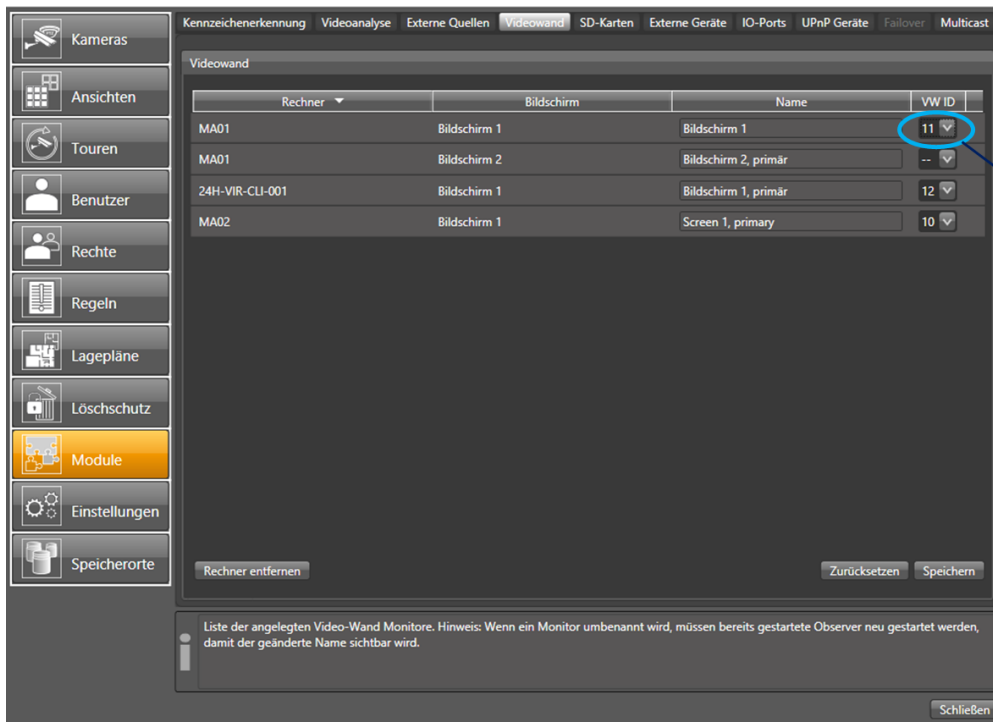 Kennzeichenerkennung Videoanalyse Externe Quellen Videowand SD-Karten Externe Geräte IO-Ports UPnP Geräte Failover Multicast
Kameras
Ansichten
Touren
Benutzer
Rechte
Regeln
Lagepläne
Löschschutz
Module
Einstellungen
Speicherorte
Videowand
Rechner Bildschirm Name VW ID
MA01 Bildschirm 1 Bildschirm 1 11
MA01 Bildschirm 2 Bildschirm 2, primär --
24H-VIR-CLI-001 Bildschirm 1 Bildschirm 1, primär 12
MA02 Bildschirm 1 Screen 1, primary 10
Rechner entfernen Zurücksetzen Speichern
Liste der angelegten Video-Wand Monitore. Hinweis: Wenn ein Monitor umbenannt wird, müssen bereits gestartete Observer neu gestartet werden,
damit der geänderte Name sichtbar wird.
Schließen